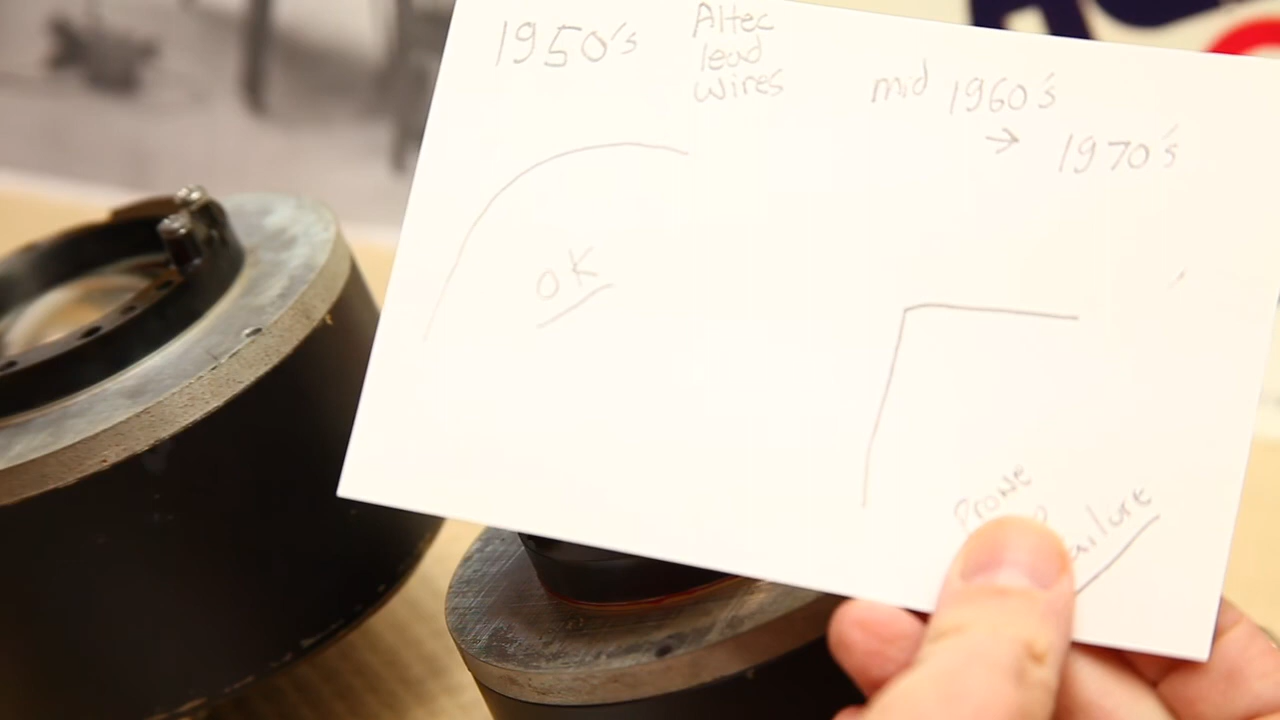 1950's
Altec
lead
wires
mid 1960's
→ 1970's
OK
Prone